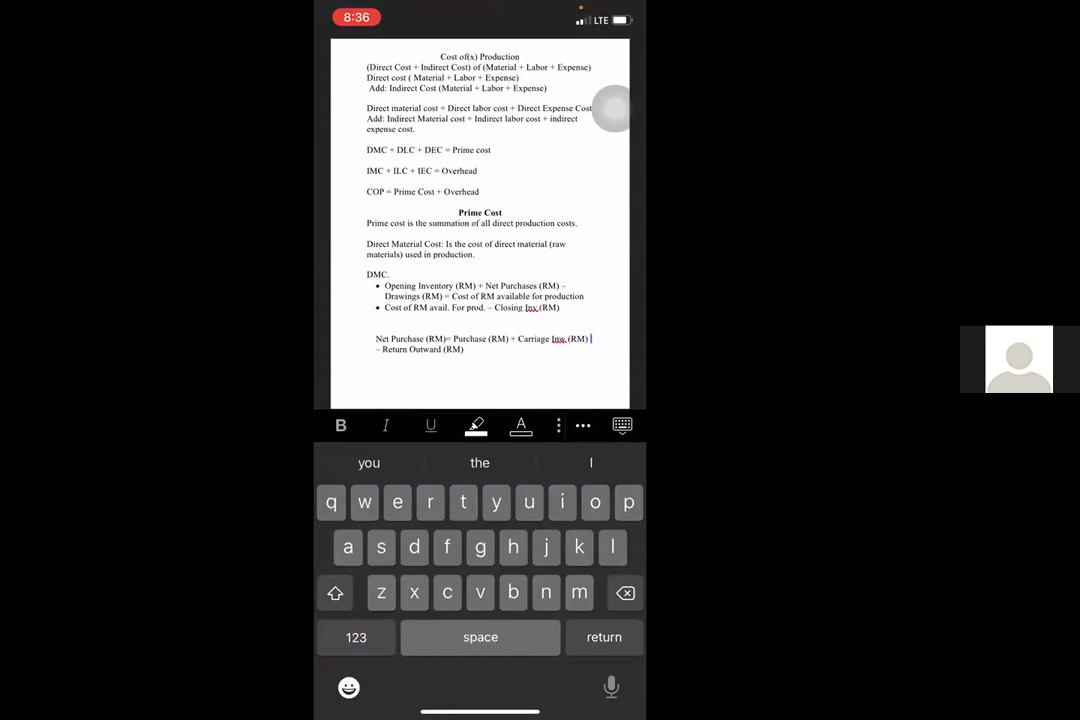 8:36
LTE
Cost of(x) Production
(Direct Cost + Indirect Cost) of (Material + Labor + Expense)
Direct cost ( Material + Labor + Expense)
Add: Indirect Cost (Material + Labor + Expense)
Direct material cost + Direct labor cost + Direct Expense Cost
Add: Indirect Material cost + Indirect labor cost + indirect
expense cost.
DMC + DLC + DEC = Prime cost
IMC + ILC + IEC = Overhead
COP = Prime Cost + Overhead
Prime Cost
Prime cost is the summation of all direct production costs.
Direct Material Cost: Is the cost of direct material (raw
materials) used in production.
DMC.
• Opening Inventory (RM) + Net Purchases (RM) –
Drawings (RM) = Cost of RM available for production
• Cost of RM avail. For prod. – Closing Inv (RM)
Net Purchase (RM)= Purchase (RM) + Carriage Inw (RM)
– Return Outward (RM)
B I U A
you the I
q w e r t y u i o p
a s d f g h j k l
z x c v b n m
123 space return